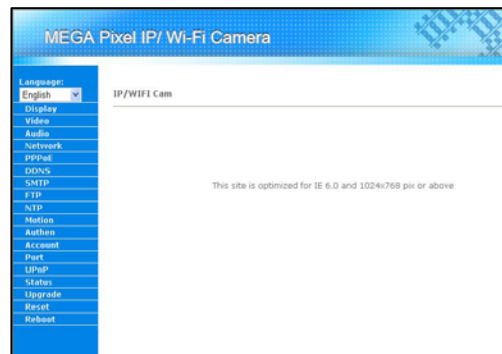 MEGA Pixel IP/ Wi-Fi Camera
Language:
English
Display
Video
Audio
Network
PPPoE
DDNS
SMTP
FTP
NTP
Motion
Authen
Account
Port
UPnP
Status
Upgrade
Reset
Reboot
IP/WIFI Cam
This site is optimized for IE 6.0 and 1024x768 pix or above